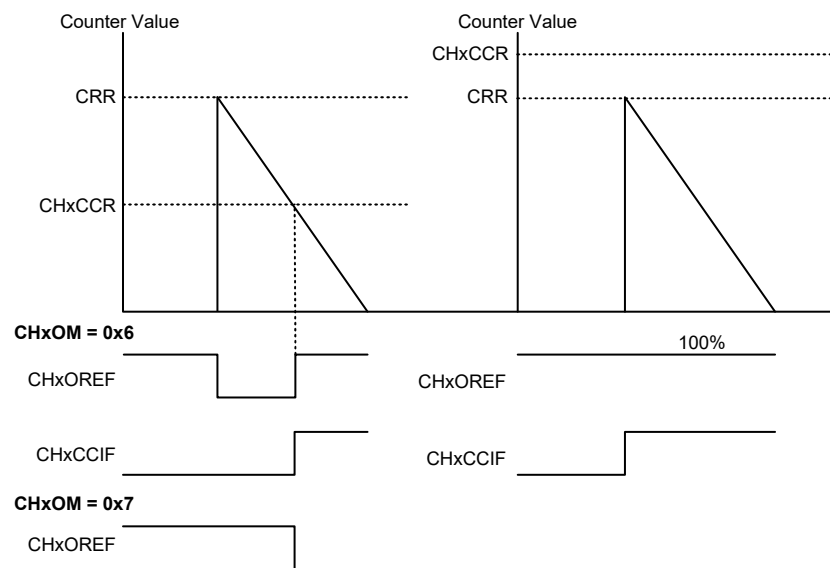 Counter Value
CRR
CHxCCR
Counter Value
CHxCCR
CRR
CHxOM = 0x6
CHxOREF
CHxCCIF
100%
CHxOREF
CHxCCIF
CHxOM = 0x7
CHxOREF